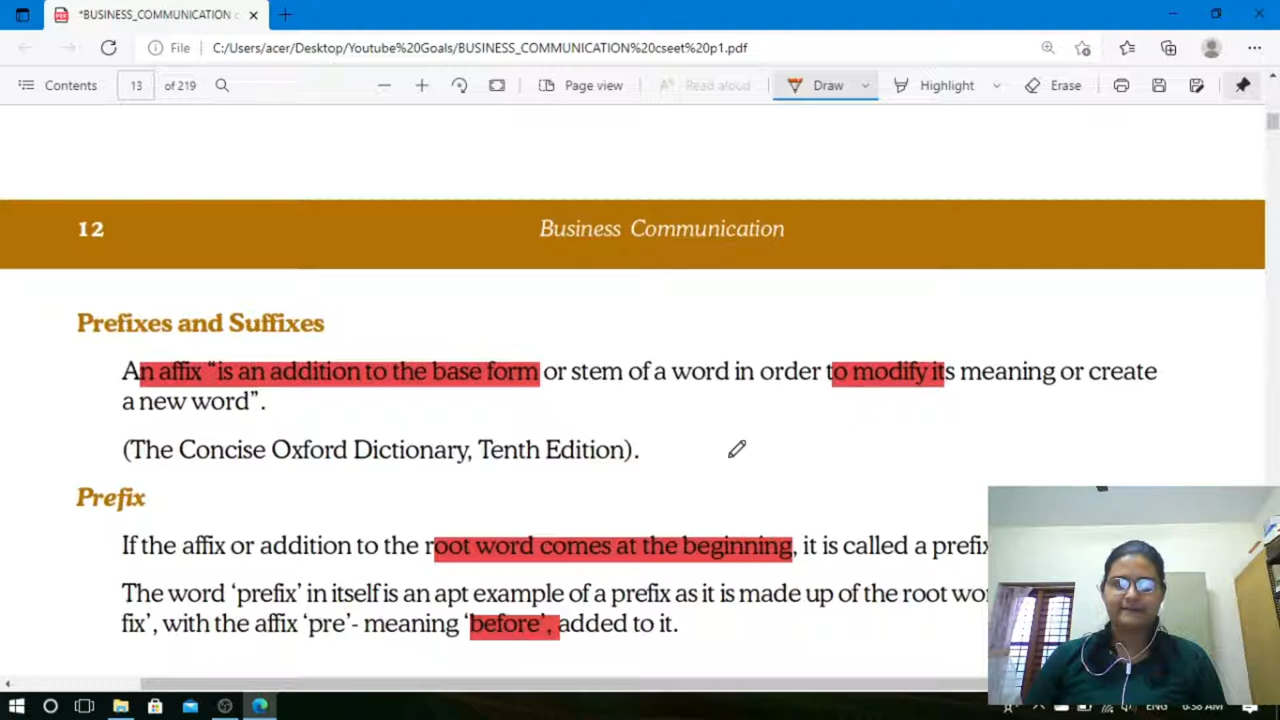 *BUSINESS_COMMUNICATION
File
C:/Users/acer/Desktop/Youtube%20Goals/BUSINESS_COMMUNICATION%20cseet%20p1.pdf
Contents
13 of 219
Page view
Read aloud
Draw
Highlight
Erase
12
Business Communication
Prefixes and Suffixes
An affix “is an addition to the base form or stem of a word in order to modify its meaning or create
a new word”.
(The Concise Oxford Dictionary, Tenth Edition).
Prefix
If the affix or addition to the root word comes at the beginning, it is called a prefix
The word ‘prefix’ in itself is an apt example of a prefix as it is made up of the root
fix’, with the affix ‘pre’- meaning ‘before’, added to it.
ENG
6:38 AM